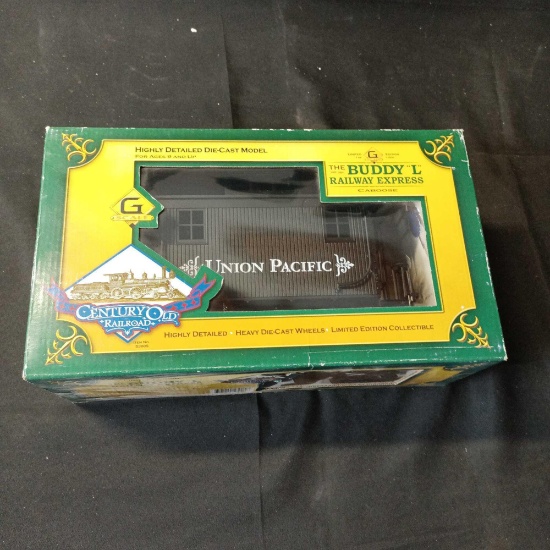 HIGHLY DETAILED DIE-CAST MODEL
FOR AGES 8 AND UP
G
SCALE
G
THE BUDDY "L"
RAILWAY EXPRESS
CABOOSE
UNION PACIFIC
CENTURY OLD
RAILROAD
HIGHLY DETAILED • HEAVY DIE-CAST WHEELS • LIMITED EDITION COLLECTIBLE